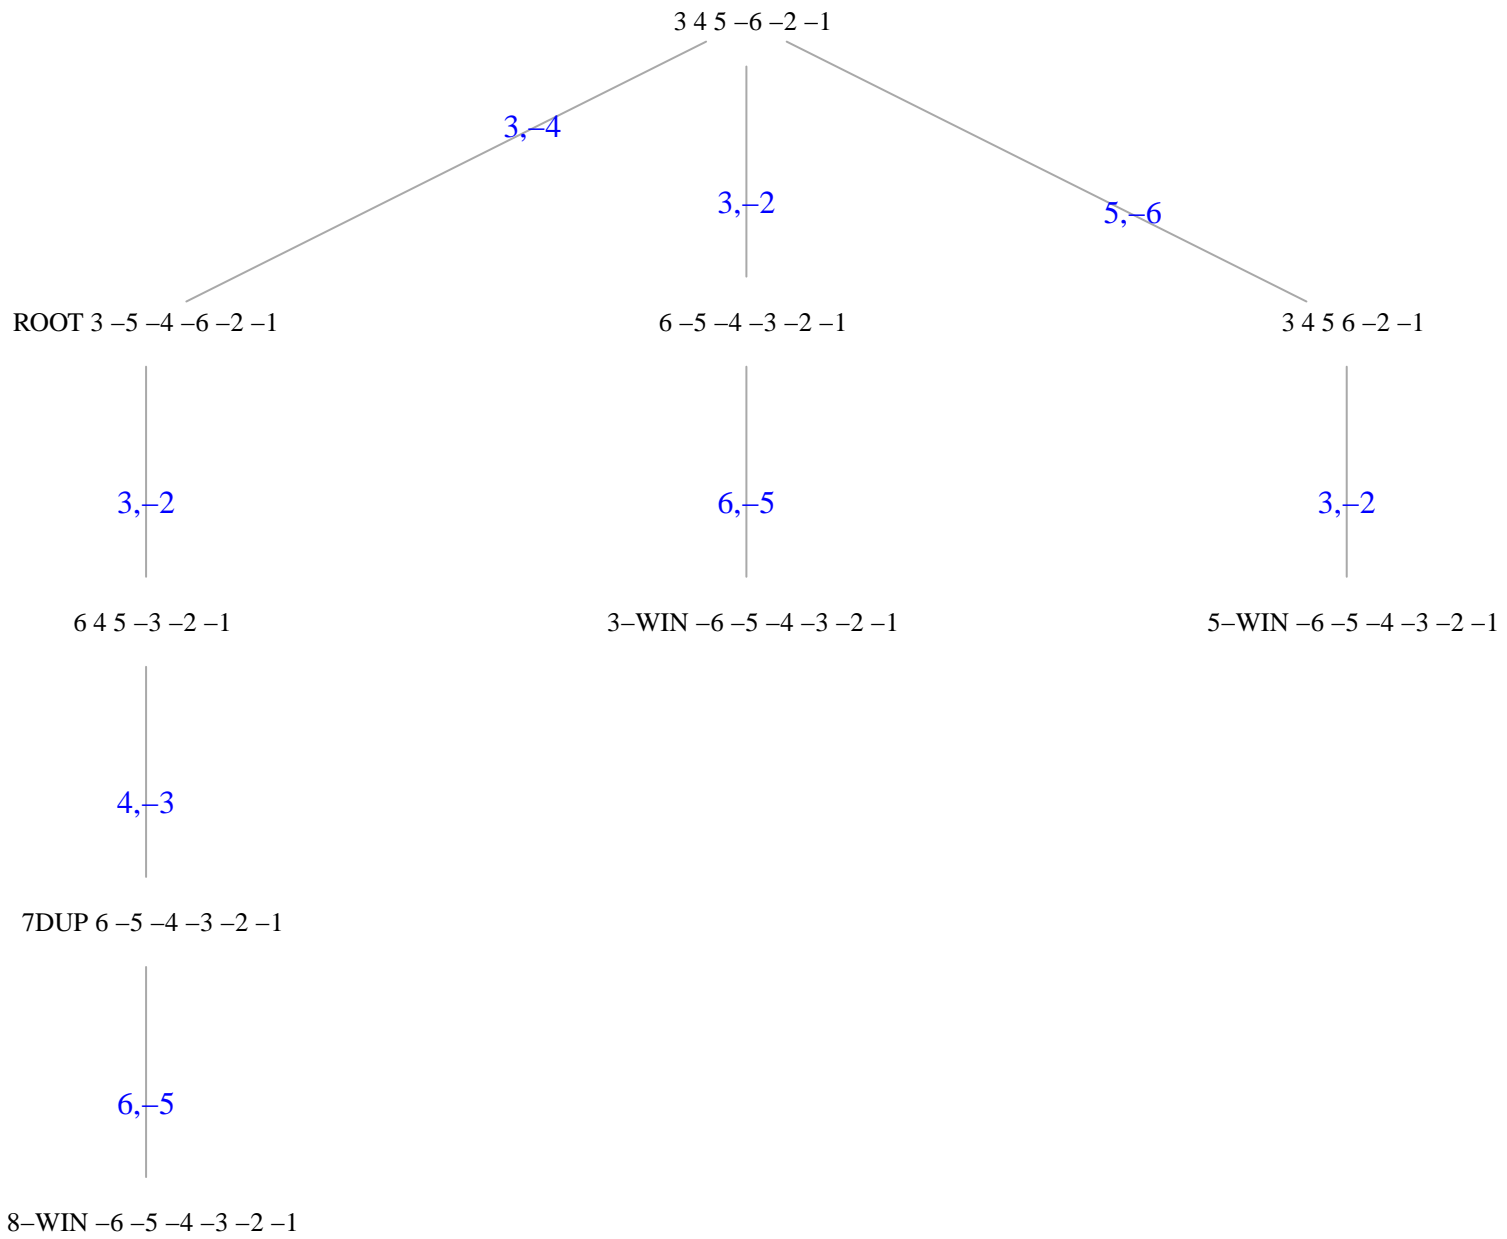 3 4 5 –6 –2 –1
3,–4
3,–2
5,–6
ROOT 3 –5 –4 –6 –2 –1
6 –5 –4 –3 –2 –1
3 4 5 6 –2 –1
3,–2
6,–5
3,–2
6 4 5 –3 –2 –1
3–WIN –6 –5 –4 –3 –2 –1
5–WIN –6 –5 –4 –3 –2 –1
4,–3
7DUP 6 –5 –4 –3 –2 –1
6,–5
8–WIN –6 –5 –4 –3 –2 –1